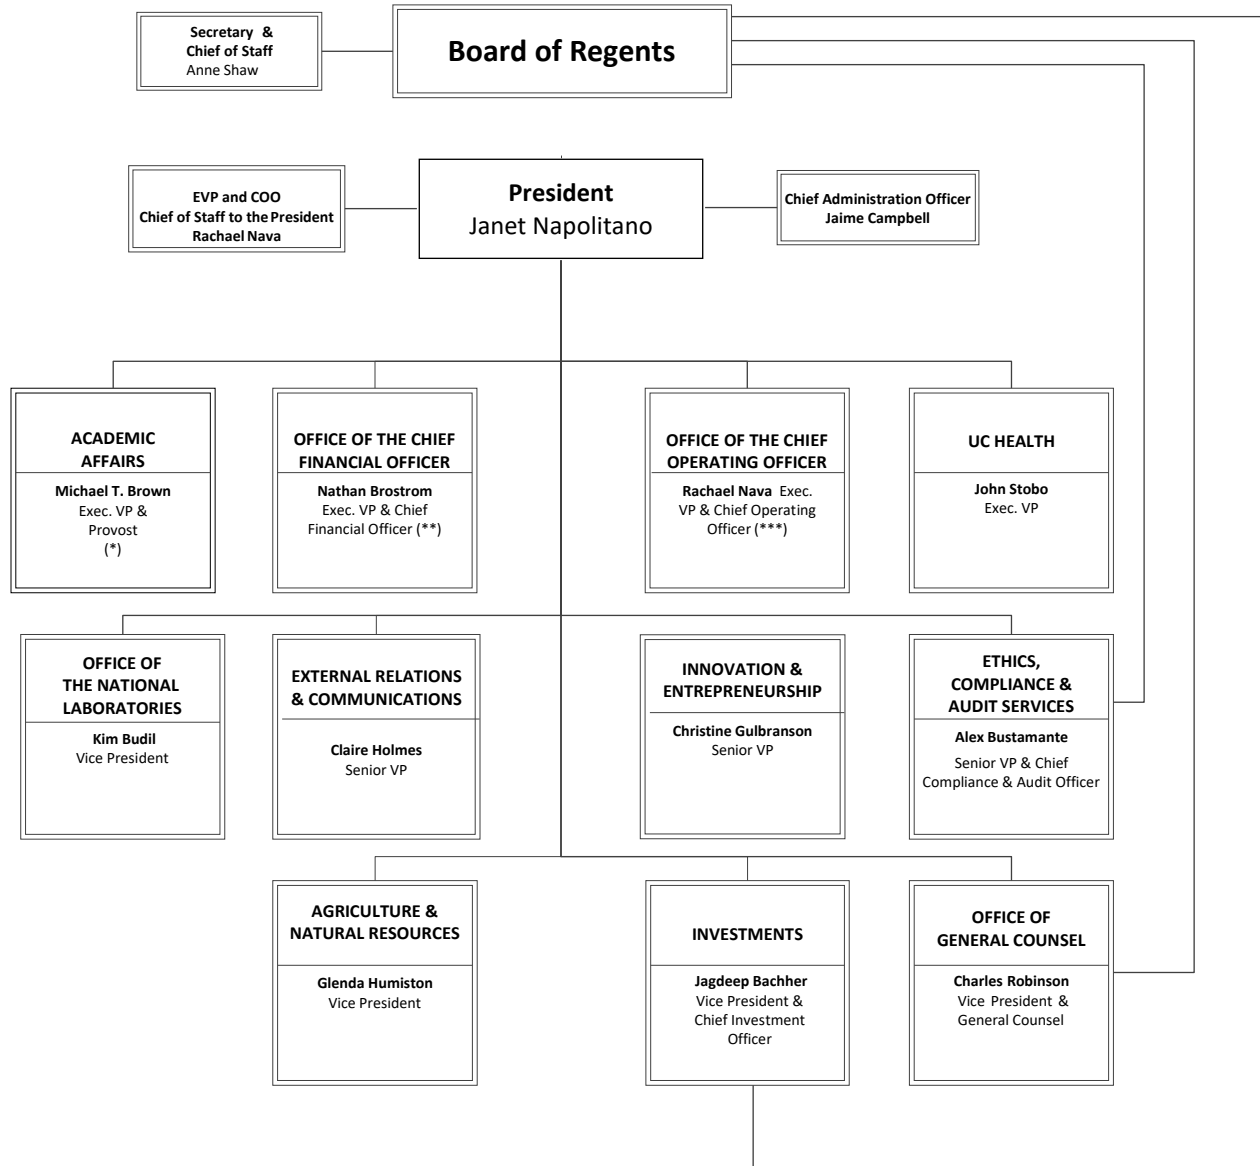 Secretary & 
Chief of Staff
Anne Shaw
Board of Regents
EVP and COO
Chief of Staff to the President
Rachael Nava
President
Janet Napolitano
Chief Administration Officer
Jaime Campbell
ACADEMIC
AFFAIRS
Michael T. Brown
Exec. VP &
Provost
(*)
OFFICE OF THE CHIEF
FINANCIAL OFFICER
Nathan Brostrom
Exec. VP & Chief
Financial Officer (**)
OFFICE OF THE CHIEF
OPERATING OFFICER
Rachael Nava Exec.
VP & Chief Operating
Officer (***)
UC HEALTH
John Stobo
Exec. VP
OFFICE OF
THE NATIONAL
LABORATORIES
Kim Budil
Vice President
EXTERNAL RELATIONS
& COMMUNICATIONS
Claire Holmes
Senior VP
INNOVATION &
ENTREPRENEURSHIP
Christine Gulbranson
Senior VP
ETHICS,
COMPLIANCE &
AUDIT SERVICES
Alex Bustamante
Senior VP & Chief
Compliance & Audit Officer
AGRICULTURE &
NATURAL RESOURCES
Glenda Humiston
Vice President
INVESTMENTS
Jagdeep Bachher
Vice President &
Chief Investment
Officer
OFFICE OF
GENERAL COUNSEL
Charles Robinson
Vice President &
General Counsel